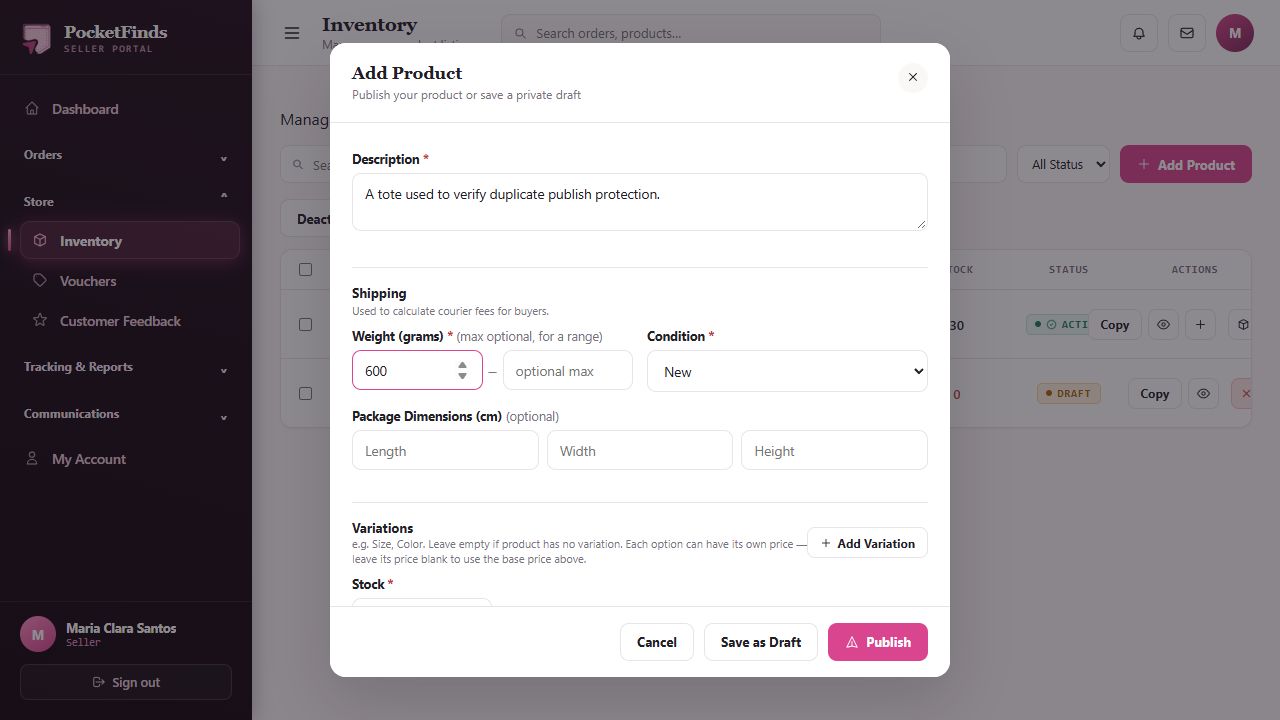 PocketFinds
SELLER PORTAL
Dashboard
Orders
Store
Inventory
Vouchers
Customer Feedback
Tracking & Reports
Communications
My Account
M
Maria Clara Santos
Seller
Sign out
Inventory
Search orders, products...
M
Manag
Sea
All Status
+ Add Product
Deact
TOCK
STATUS
ACTIONS
30
ACTI
Copy
0
DRAFT
Copy
Add Product
Publish your product or save a private draft
Description *
A tote used to verify duplicate publish protection.
Shipping
Used to calculate courier fees for buyers.
Weight (grams) * (max optional, for a range)
Condition *
600
–
optional max
New
Package Dimensions (cm) (optional)
Length
Width
Height
Variations
e.g. Size, Color. Leave empty if product has no variation. Each option can have its own price —
leave its price blank to use the base price above.
+ Add Variation
Stock *
Cancel
Save as Draft
Publish